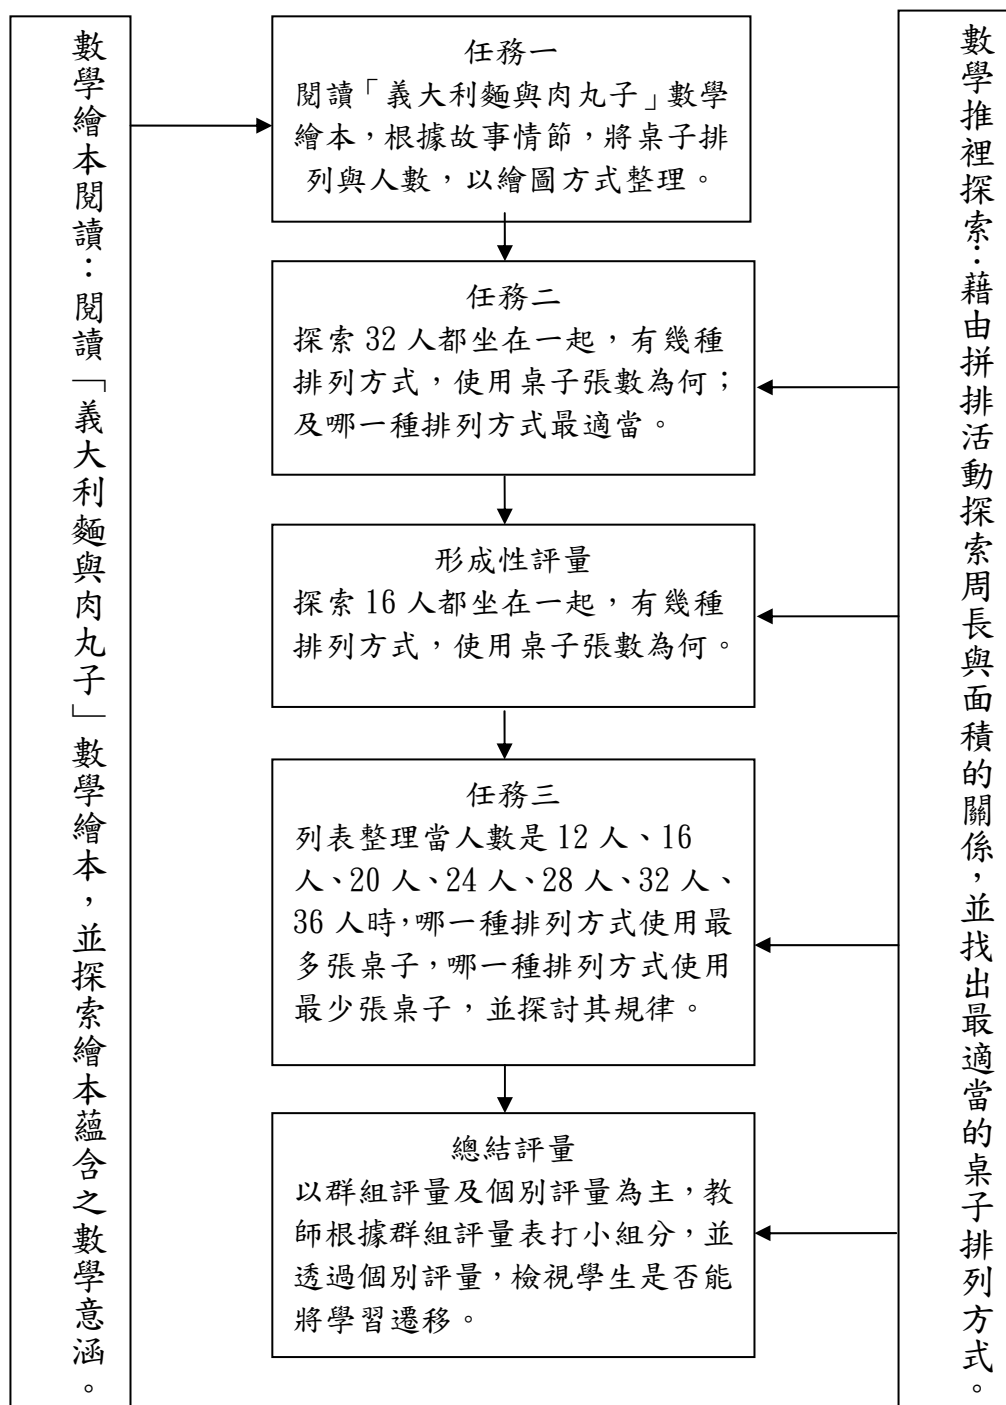 數學繪本閱讀：閱讀「義大利麵與肉丸子」數學繪本，並探索繪本蘊含之數學意涵。
任務一
閱讀「義大利麵與肉丸子」數學
繪本，根據故事情節，將桌子排
列與人數，以繪圖方式整理。
任務二
探索 32 人都坐在一起，有幾種
排列方式，使用桌子張數為何；
及哪一種排列方式最適當。
形成性評量
探索 16 人都坐在一起，有幾種
排列方式，使用桌子張數為何。
任務三
列表整理當人數是 12 人、16
人、20 人、24 人、28 人、32 人、
36 人時，哪一種排列方式使用最
多張桌子，哪一種排列方式使用
最少張桌子，並探討其規律。
總結評量
以群組評量及個別評量為主，教
師根據群組評量表打小組分，並
透過個別評量，檢視學生是否能
將學習遷移。
數學推裡探索：藉由拼排活動探索周長與面積的關係，並找出最適當的桌子排列方式。